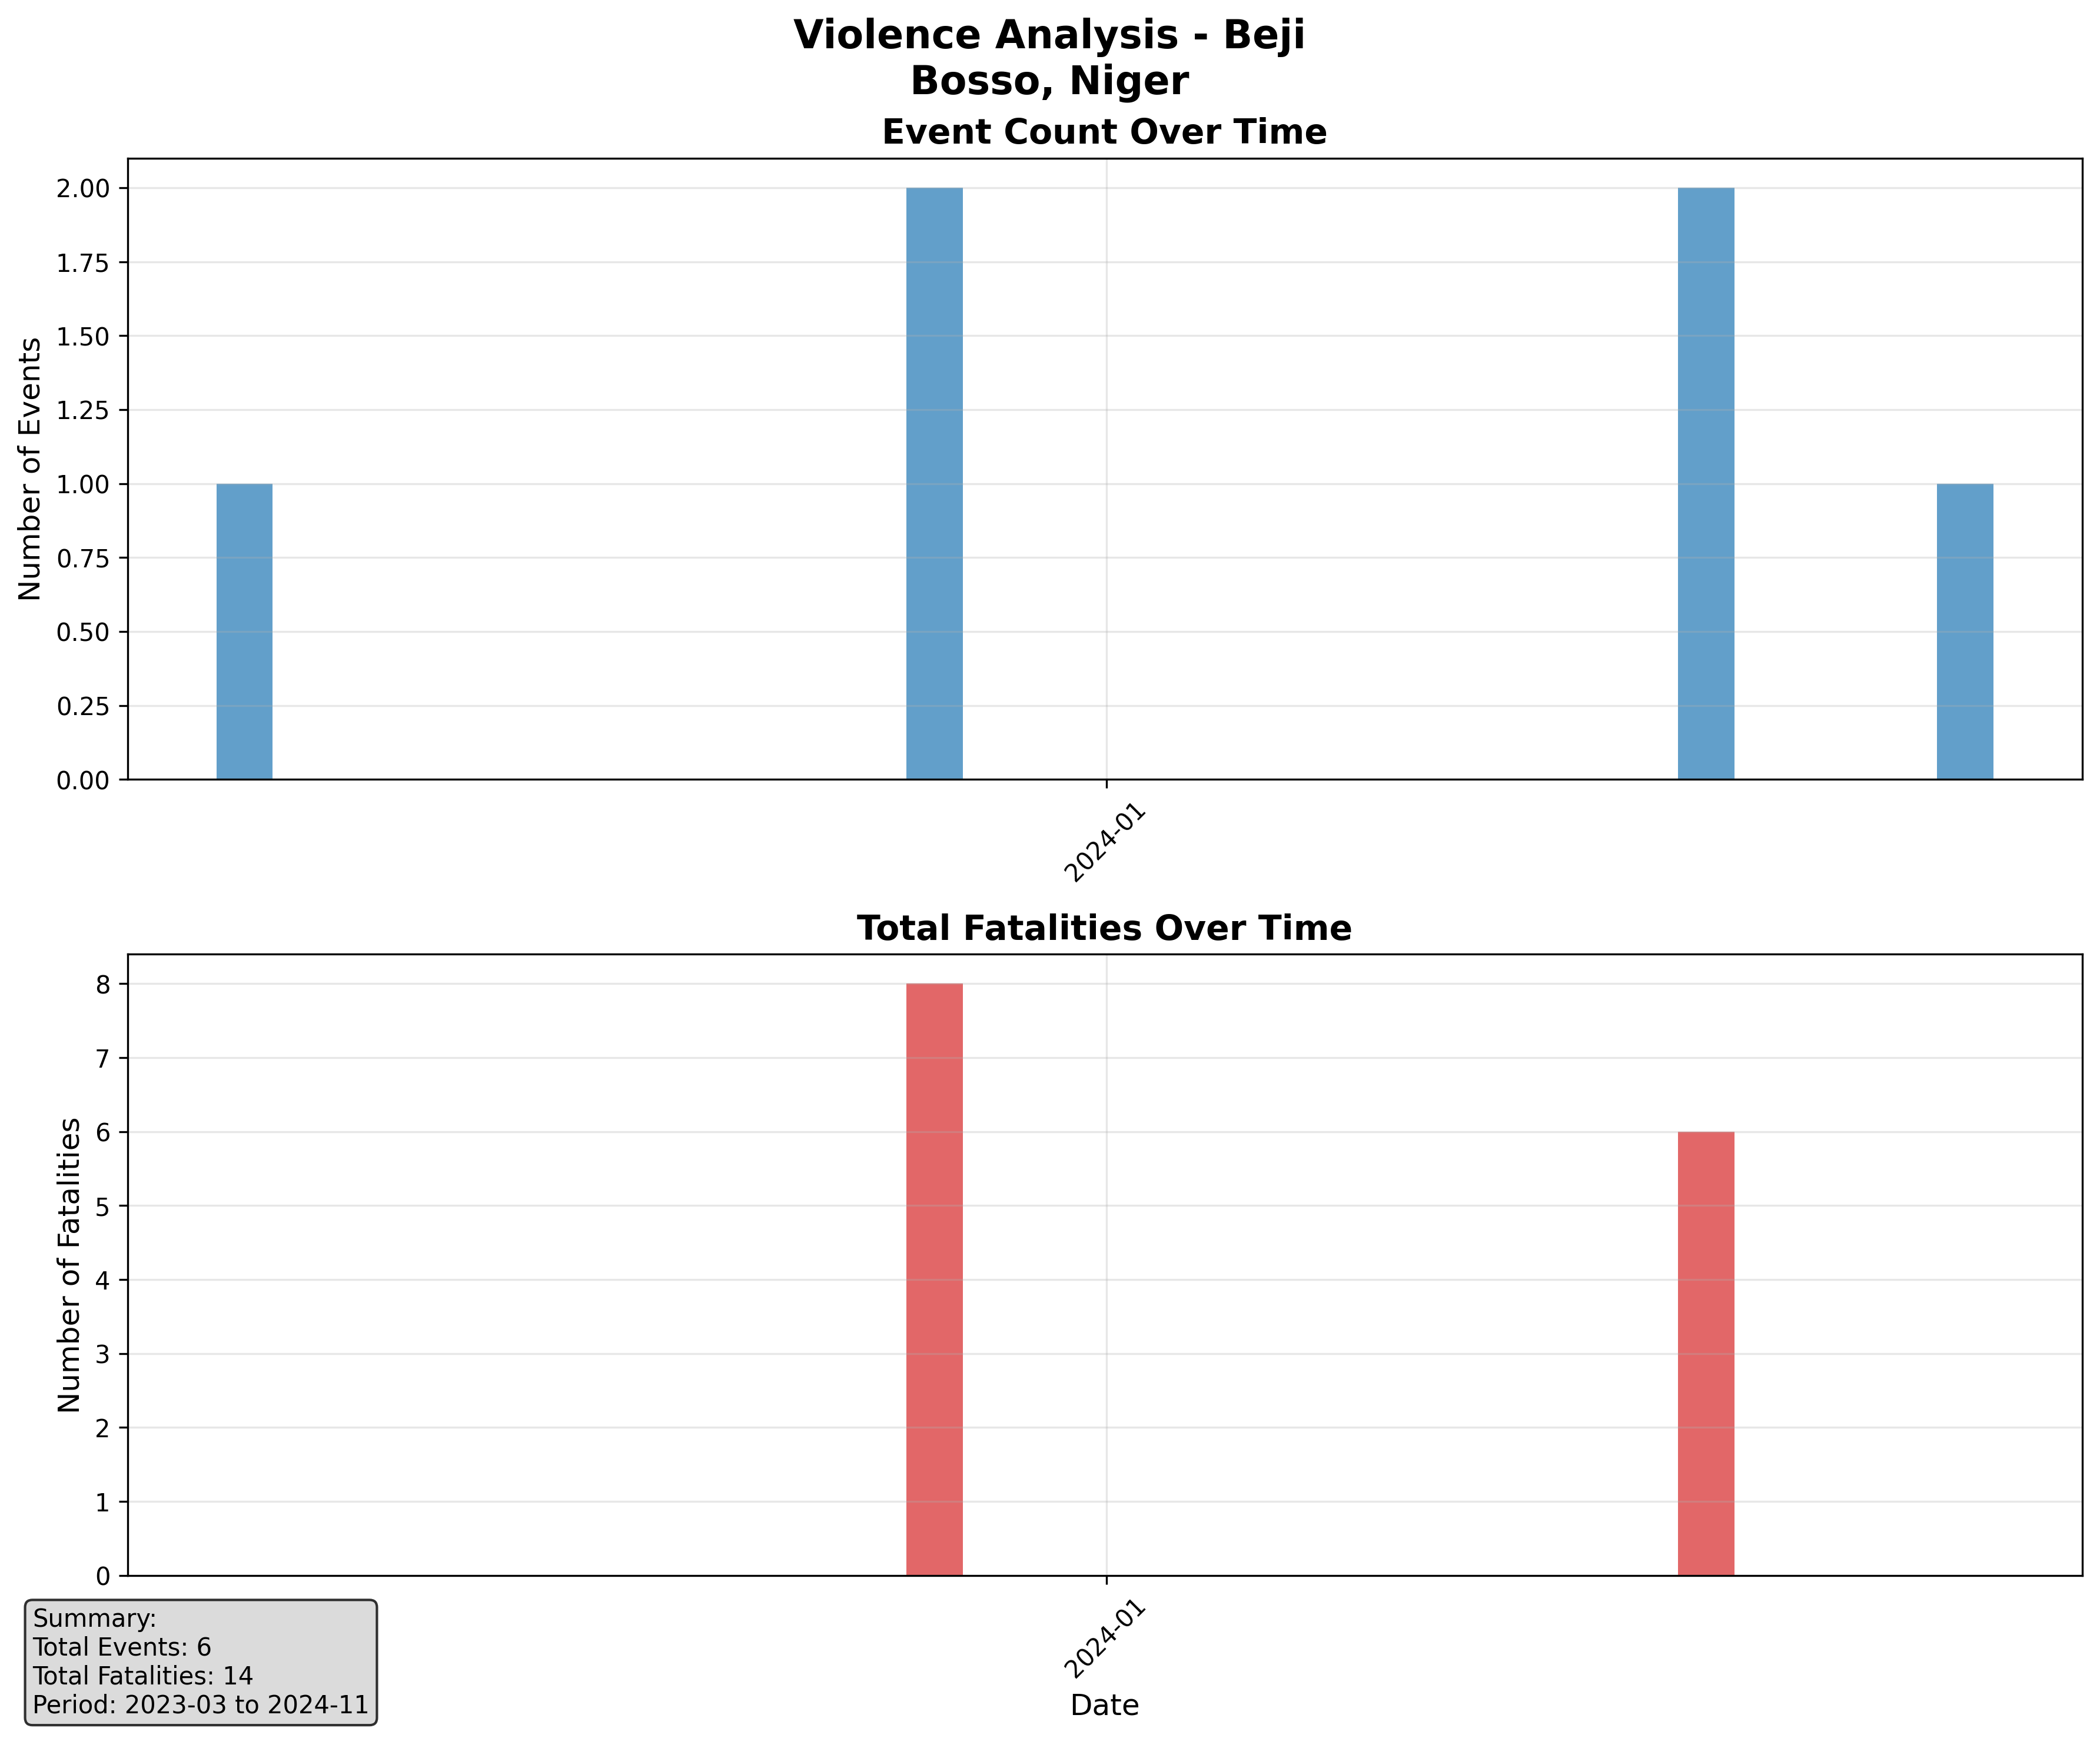 Violence Analysis - Beji
Bosso, Niger
Event Count Over Time
Number of Events
2.00
1.75
1.50
1.25
1.00
0.75
0.50
0.25
0.00
2024-01
Total Fatalities Over Time
Number of Fatalities
8
7
6
5
4
3
2
1
0
2024-01
Date
Summary:
Total Events: 6
Total Fatalities: 14
Period: 2023-03 to 2024-11